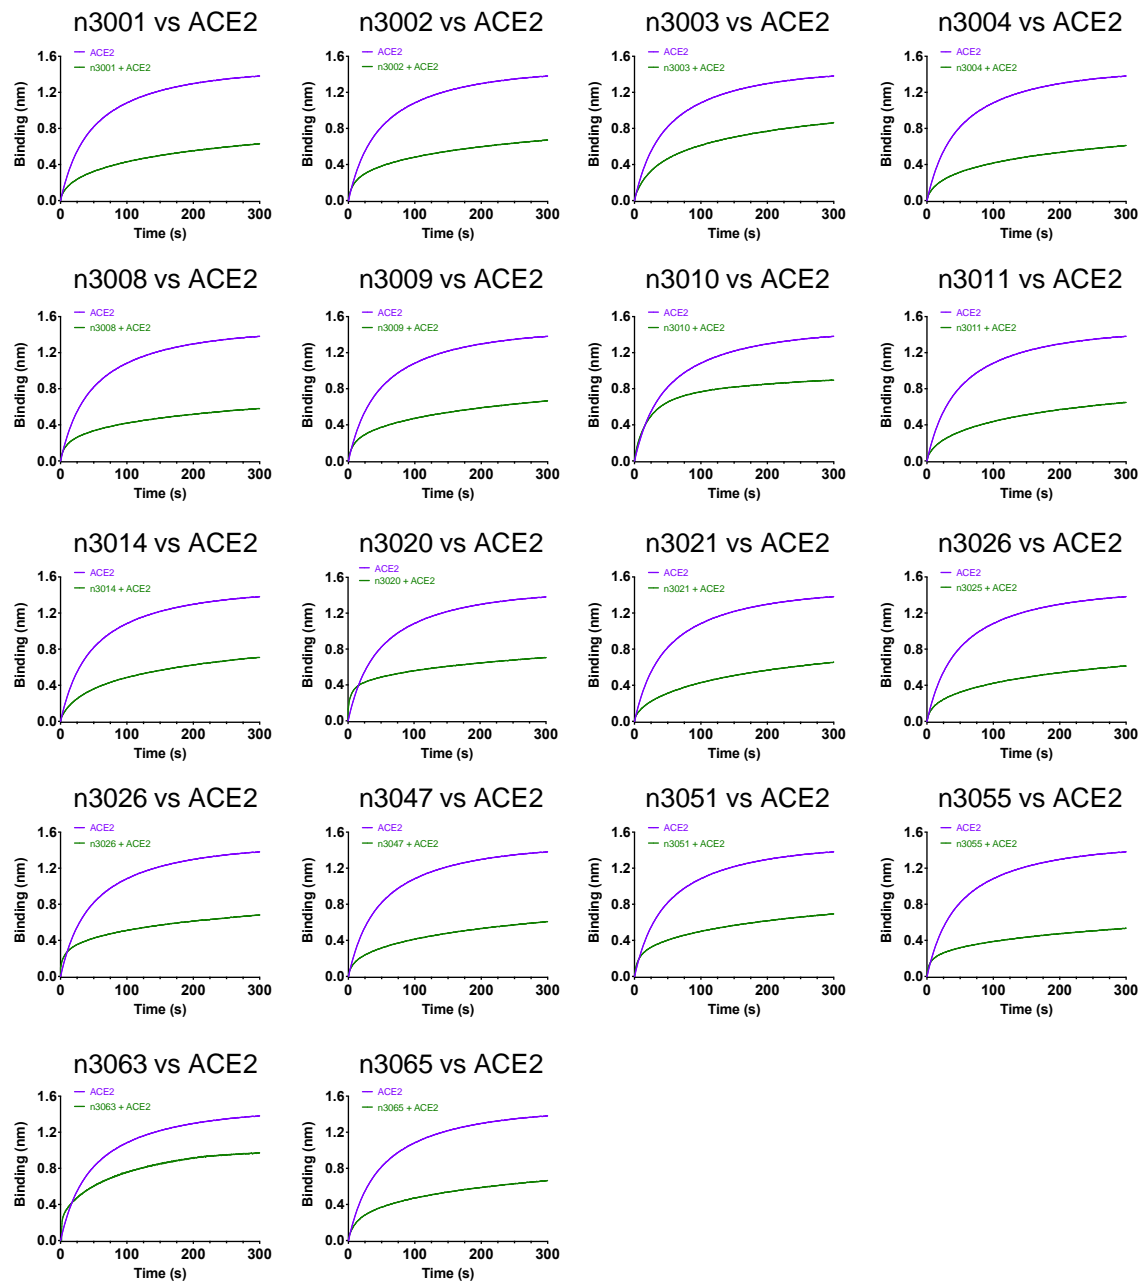 n3001 vs ACE2
ACE2
n3001 + ACE2
Binding (nm)
1.6
1.2
0.8
0.4
0.0
0 100 200 300
Time (s)
n3002 vs ACE2
ACE2
n3002 + ACE2
Binding (nm)
1.6
1.2
0.8
0.4
0.0
0 100 200 300
Time (s)
n3003 vs ACE2
ACE2
n3003 + ACE2
Binding (nm)
1.6
1.2
0.8
0.4
0.0
0 100 200 300
Time (s)
n3004 vs ACE2
ACE2
n3004 + ACE2
Binding (nm)
1.6
1.2
0.8
0.4
0.0
0 100 200 300
Time (s)
n3008 vs ACE2
ACE2
n3008 + ACE2
Binding (nm)
1.6
1.2
0.8
0.4
0.0
0 100 200 300
Time (s)
n3009 vs ACE2
ACE2
n3009 + ACE2
Binding (nm)
1.6
1.2
0.8
0.4
0.0
0 100 200 300
Time (s)
n3010 vs ACE2
ACE2
n3010 + ACE2
Binding (nm)
1.6
1.2
0.8
0.4
0.0
0 100 200 300
Time (s)
n3011 vs ACE2
ACE2
n3011 + ACE2
Binding (nm)
1.6
1.2
0.8
0.4
0.0
0 100 200 300
Time (s)
n3014 vs ACE2
ACE2
n3014 + ACE2
Binding (nm)
1.6
1.2
0.8
0.4
0.0
0 100 200 300
Time (s)
n3020 vs ACE2
ACE2
n3020 + ACE2
Binding (nm)
1.6
1.2
0.8
0.4
0.0
0 100 200 300
Time (s)
n3021 vs ACE2
ACE2
n3021 + ACE2
Binding (nm)
1.6
1.2
0.8
0.4
0.0
0 100 200 300
Time (s)
n3026 vs ACE2
ACE2
n3025 + ACE2
Binding (nm)
1.6
1.2
0.8
0.4
0.0
0 100 200 300
Time (s)
n3026 vs ACE2
ACE2
n3026 + ACE2
Binding (nm)
1.6
1.2
0.8
0.4
0.0
0 100 200 300
Time (s)
n3047 vs ACE2
ACE2
n3047 + ACE2
Binding (nm)
1.6
1.2
0.8
0.4
0.0
0 100 200 300
Time (s)
n3051 vs ACE2
ACE2
n3051 + ACE2
Binding (nm)
1.6
1.2
0.8
0.4
0.0
0 100 200 300
Time (s)
n3055 vs ACE2
ACE2
n3055 + ACE2
Binding (nm)
1.6
1.2
0.8
0.4
0.0
0 100 200 300
Time (s)
n3063 vs ACE2
ACE2
n3063 + ACE2
Binding (nm)
1.6
1.2
0.8
0.4
0.0
0 100 200 300
Time (s)
n3065 vs ACE2
ACE2
n3065 + ACE2
Binding (nm)
1.6
1.2
0.8
0.4
0.0
0 100 200 300
Time (s)